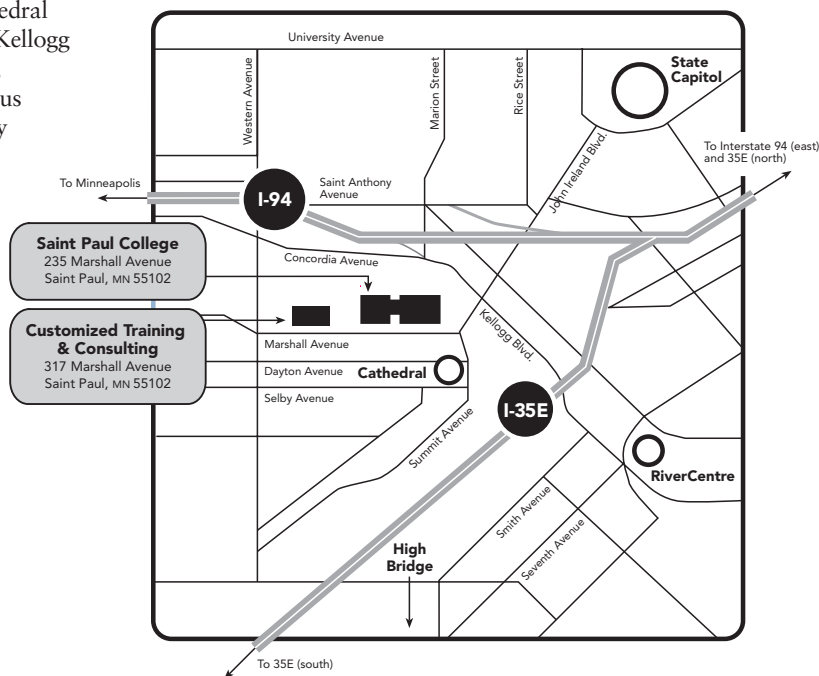 edral
Kellogg
us
y
University Avenue
Western Avenue
Marion Street
Rice Street
State
Capitol
John Ireland Blvd.
To Interstate 94 (east)
and 35E (north)
To Minneapolis
I-94
Saint Anthony
Avenue
Saint Paul College
235 Marshall Avenue
Saint Paul, MN 55102
Concordia Avenue
Customized Training
& Consulting
317 Marshall Avenue
Saint Paul, MN 55102
Kellogg Blvd.
Marshall Avenue
Dayton Avenue
Cathedral
Selby Avenue
I-35E
Summit Avenue
RiverCentre
Smith Avenue
Seventh Avenue
High
Bridge
To 35E (south)